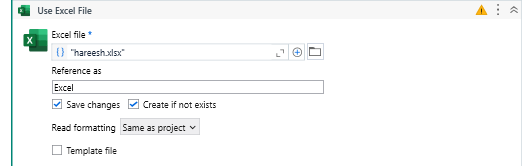 Use Excel File
Excel file *
"hareesh.xlsx"
Reference as
Excel
Save changes Create if not exists
Read formatting Same as project
Template file